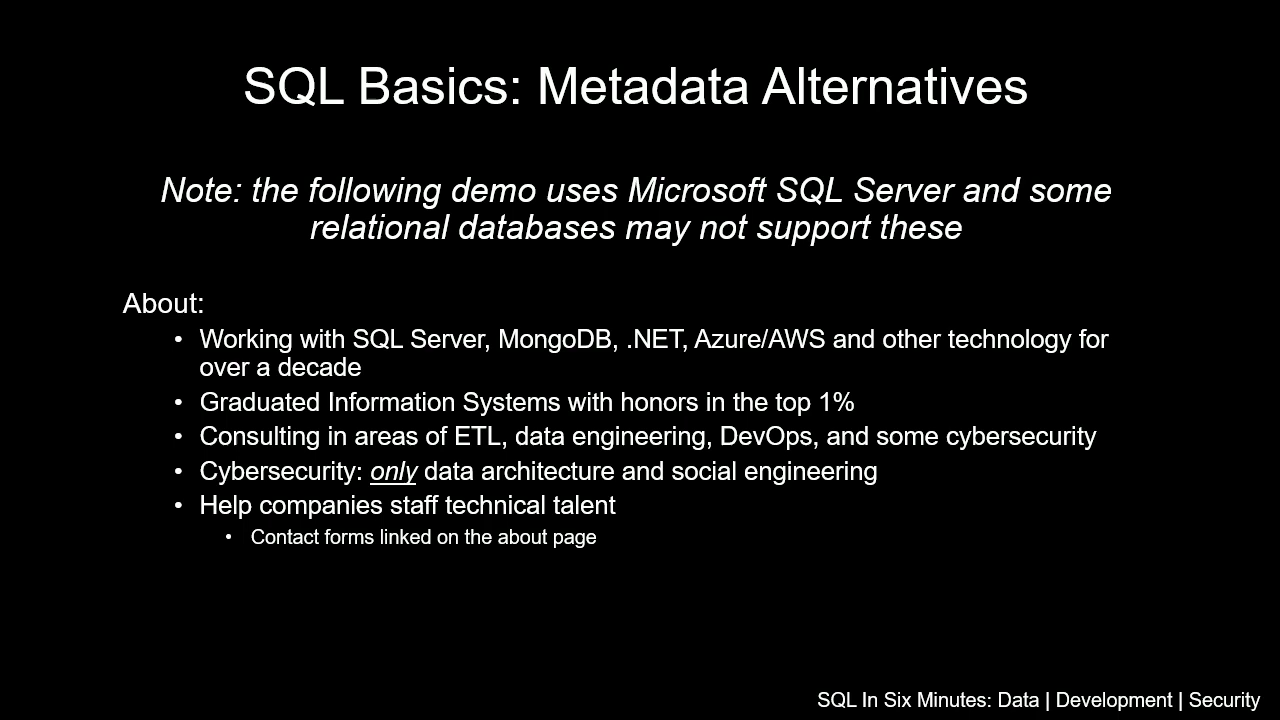 SQL Basics: Metadata Alternatives
Note: the following demo uses Microsoft SQL Server and some
relational databases may not support these
About:
• Working with SQL Server, MongoDB, .NET, Azure/AWS and other technology for
over a decade
• Graduated Information Systems with honors in the top 1%
• Consulting in areas of ETL, data engineering, DevOps, and some cybersecurity
• Cybersecurity: only data architecture and social engineering
• Help companies staff technical talent
• Contact forms linked on the about page
SQL In Six Minutes: Data | Development | Security